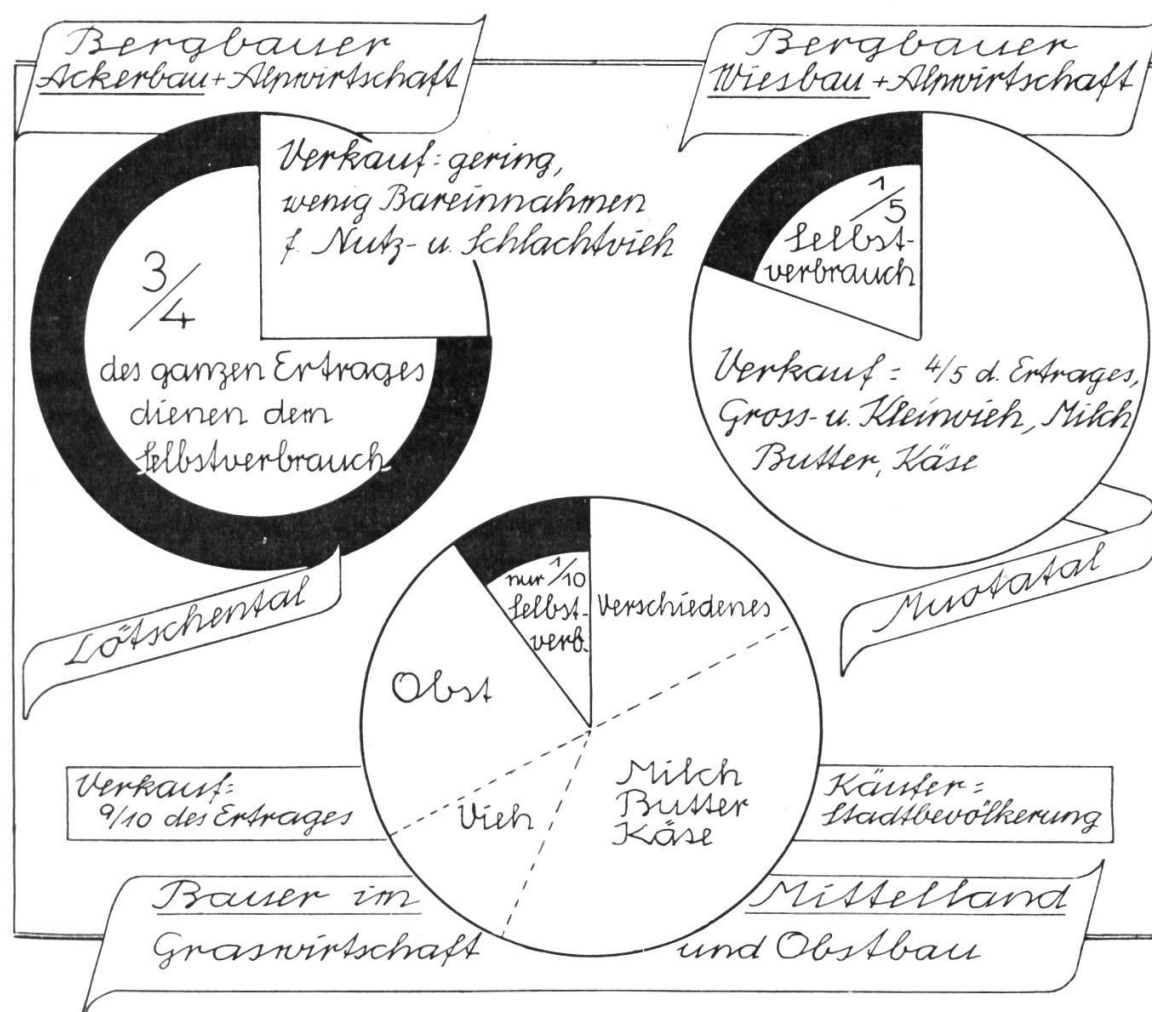 Bergbauer
Ackerbau + Alpwirtschaft
Verkauf: gering,
wenig Bareinnahmen
f. Nutz- u. Schlachtvieh
3/4
des ganzen Ertrages
dienen dem
Selbstverbrauch
Lötschental
Bergbauer
Wiesbau + Alpwirtschaft
1/5
Selbst-
verbrauch
Verkauf = 4/5 d. Ertrages,
Gross- u. Kleinvieh, Milch
Butter, Käse
Muotatal
nur 1/10
Selbst-
verb.
Verschiedenes
Obst
Vieh
Milch
Butter
Käse
Verkauf:
9/10 des Ertrages
Käufer =
Stadtbevölkerung
Bauer im Mittelland
Graswirtschaft und Obstbau